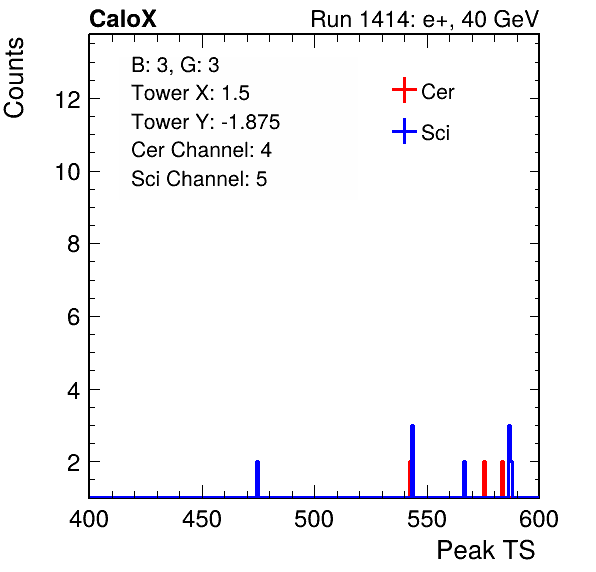 CaloX Run 1414: e+, 40 GeV
Counts
B: 3, G: 3
Tower X: 1.5
Tower Y: -1.875
Cer Channel: 4
Sci Channel: 5
Cer
Sci
12
10
8
6
4
2
400 450 500 550 600
Peak TS